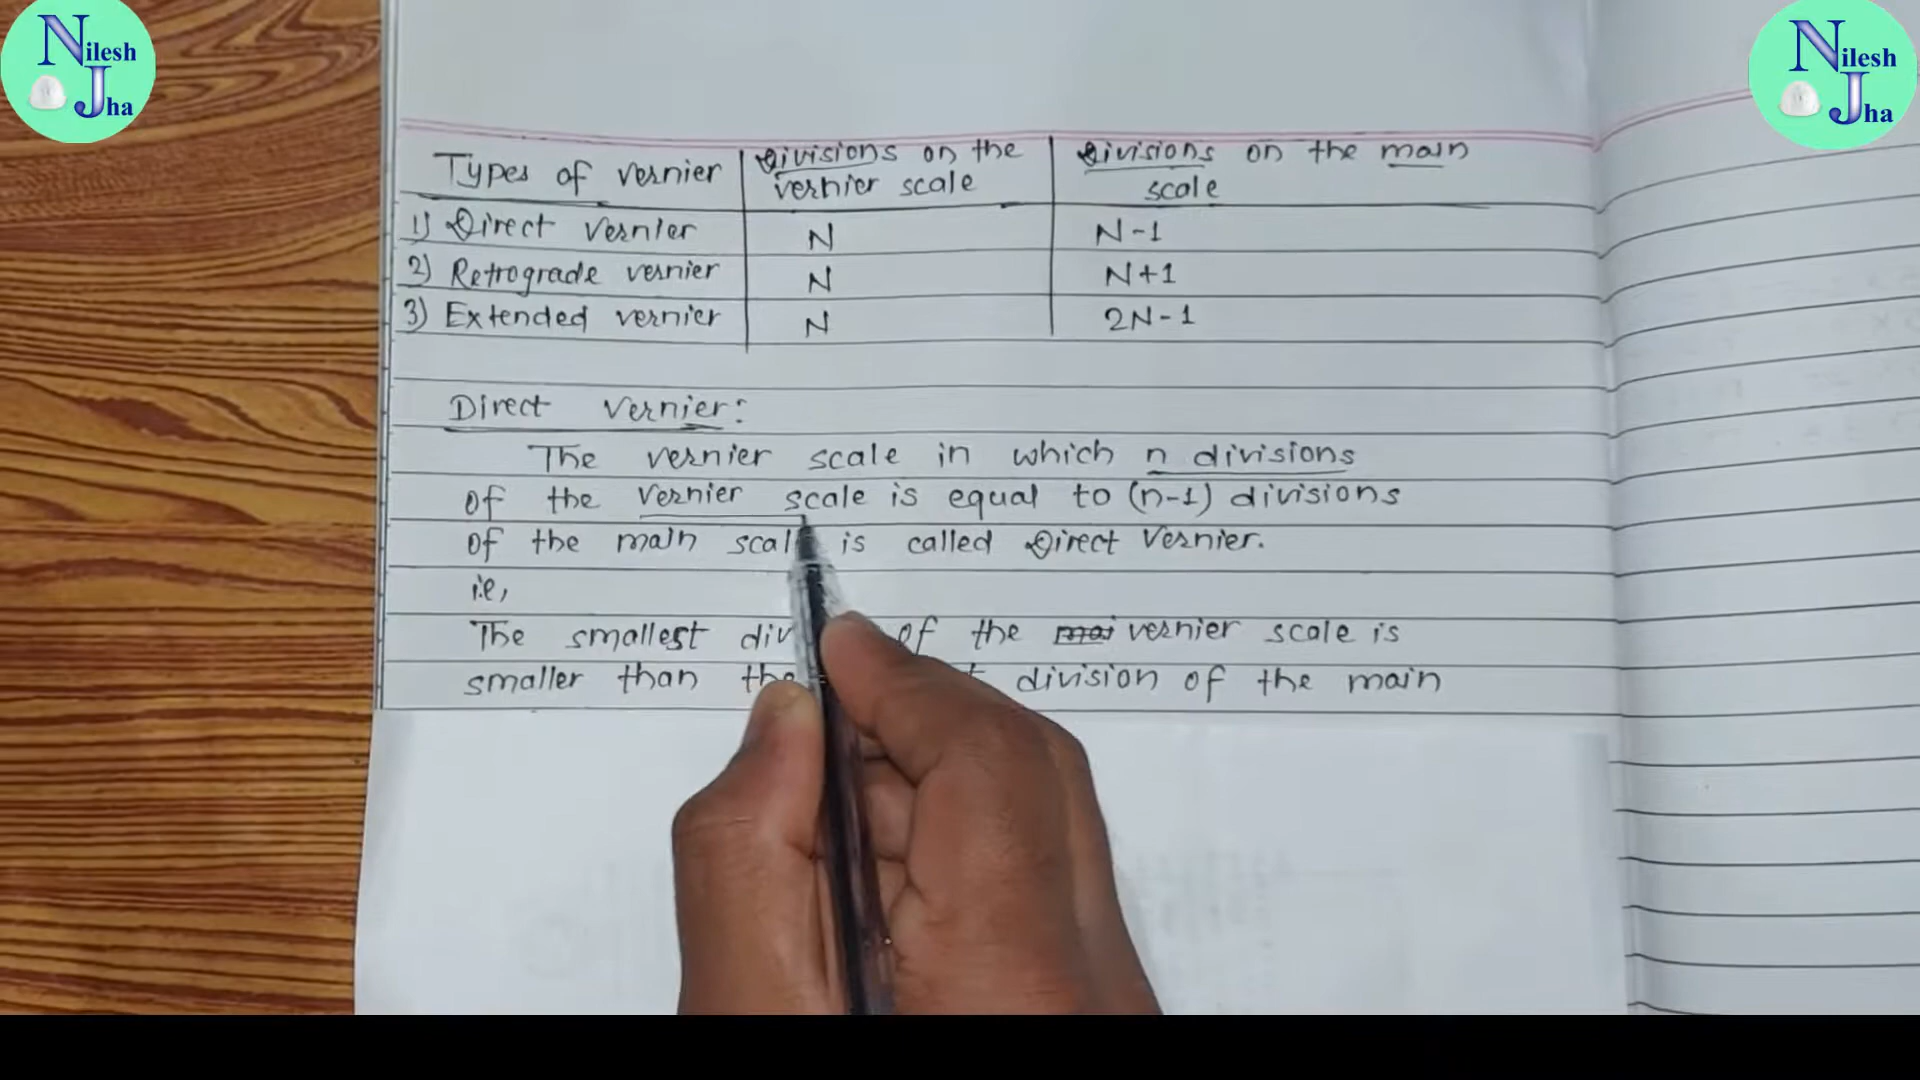 Nilesh Jha
Nilesh Jha
Types of vernier | Divisions on the vernier scale | Divisions on the main scale
1) Direct vernier | N | N-1
2) Retrograde vernier | N | N+1
3) Extended vernier | N | 2N-1
Direct vernier:
The vernier scale in which n divisions
of the vernier scale is equal to (n-1) divisions
of the main scale is called Direct Vernier.
i.e,
The smallest div of the mai vernier scale is
smaller than the division of the main